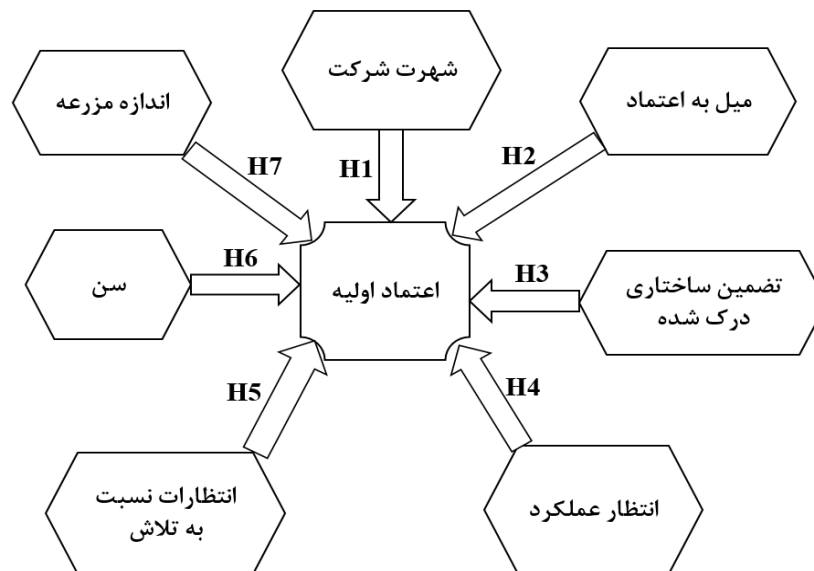 شهرت شرکت
اندازه مزرعه
میل به اعتماد
H7
H1
H2
سن
H6
اعتماد اولیه
H3
تضمین ساختاری
درک شده
H5
H4
انتظارات نسبت
به تلاش
انتظار عملکرد